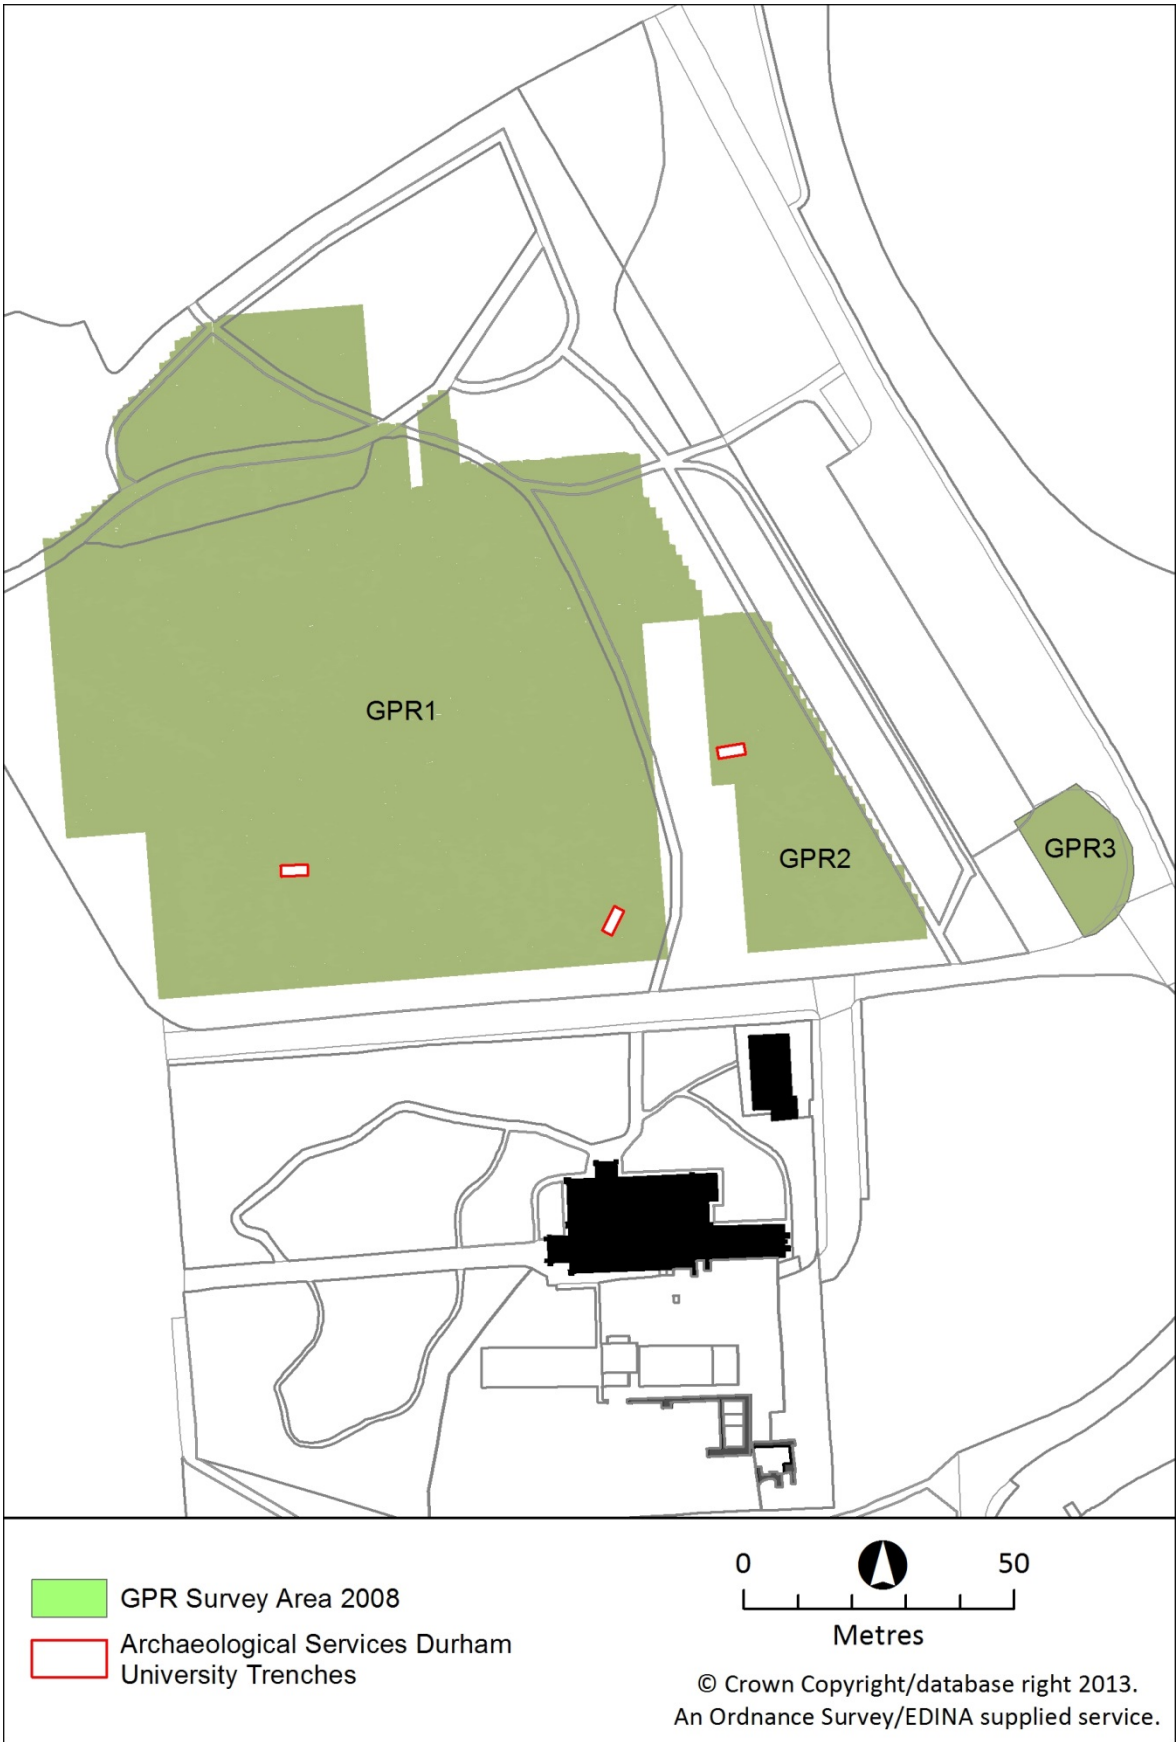 GPR1
GPR2
GPR3
GPR Survey Area 2008
Archaeological Services Durham
University Trenches
0 50
Metres
© Crown Copyright/database right 2013.
An Ordnance Survey/EDINA supplied service.